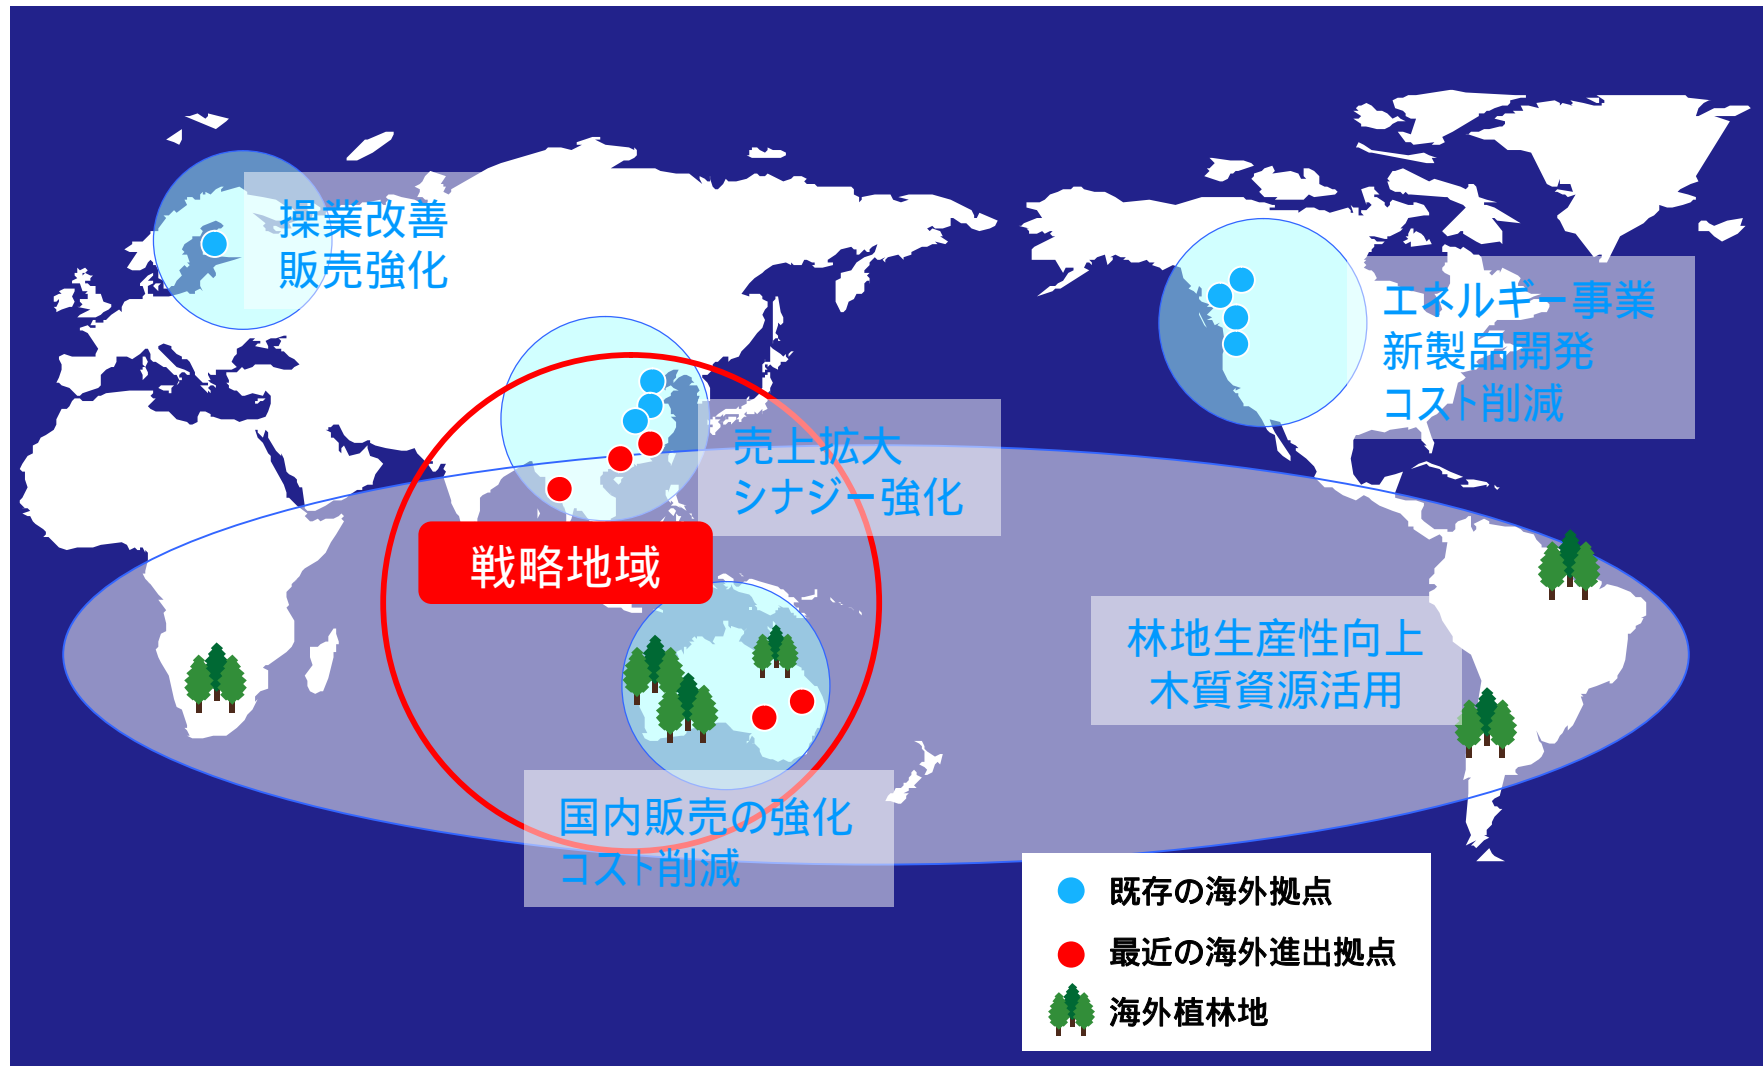 操業改善
販売強化
エネルギー事業
新製品開発
コスト削減
売上拡大
シナジー強化
戦略地域
林地生産性向上
木質資源活用
国内販売の強化
コスト削減
既存の海外拠点
最近の海外進出拠点
海外植林地